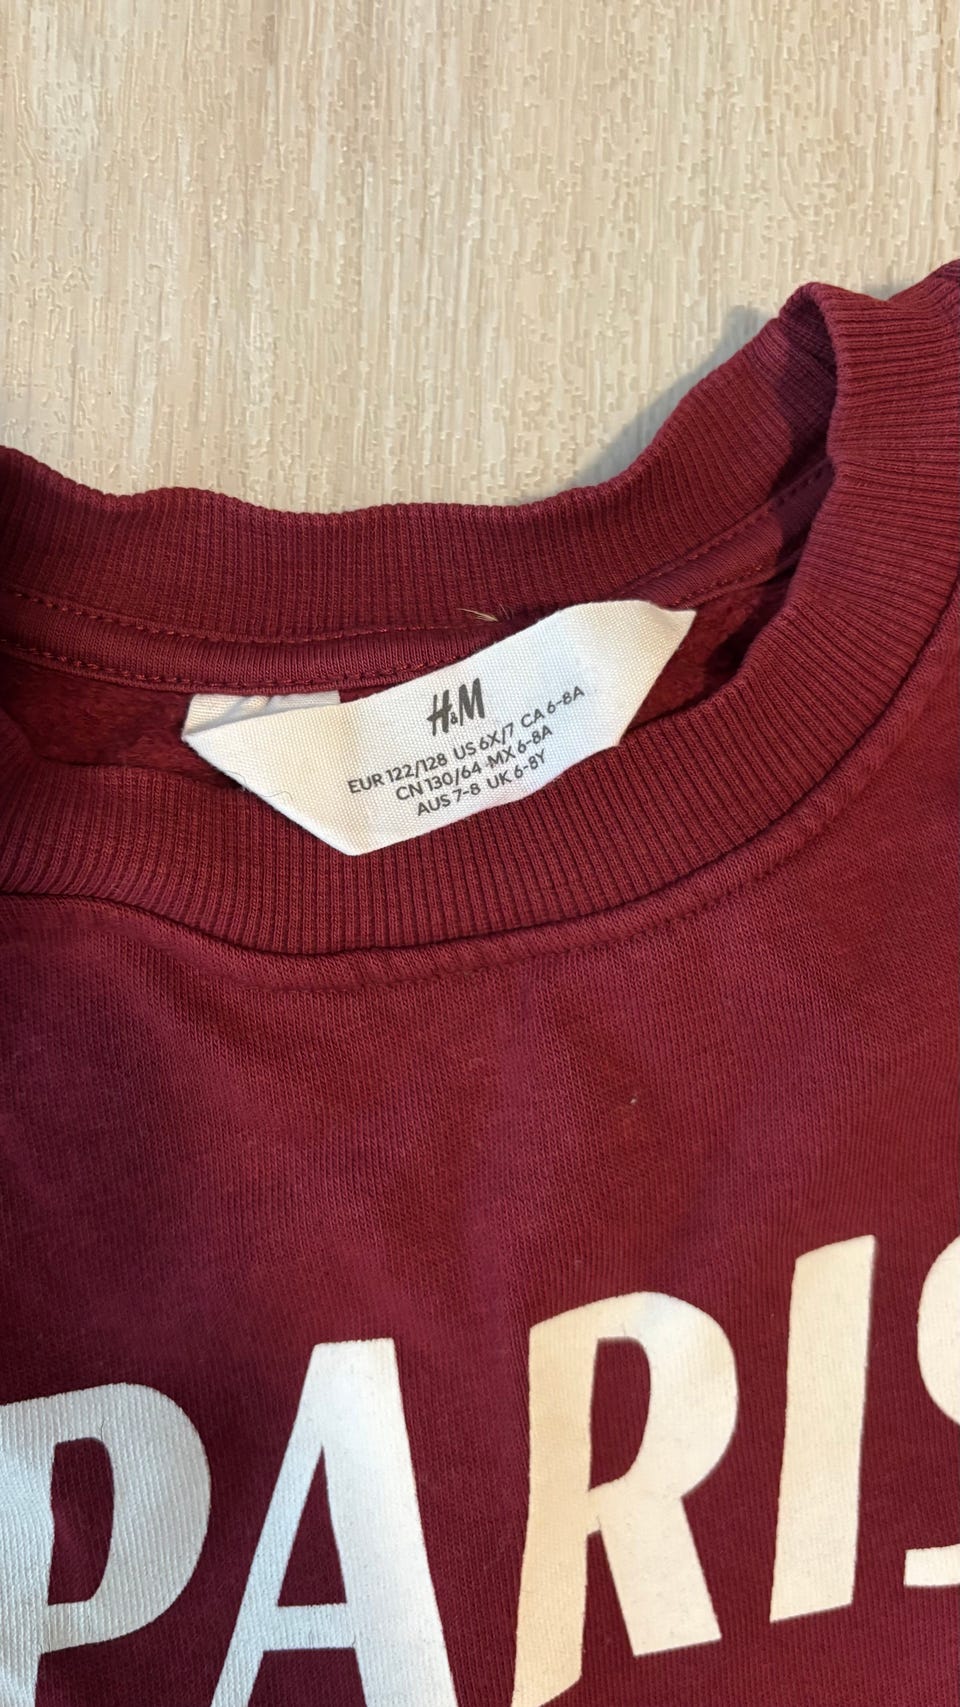 H&M
EUR 122/128 US 6X/7 CA 6-8A
CN 130/64 MX 6-8A
AUS 7-8 UK 6-8Y
PARIS